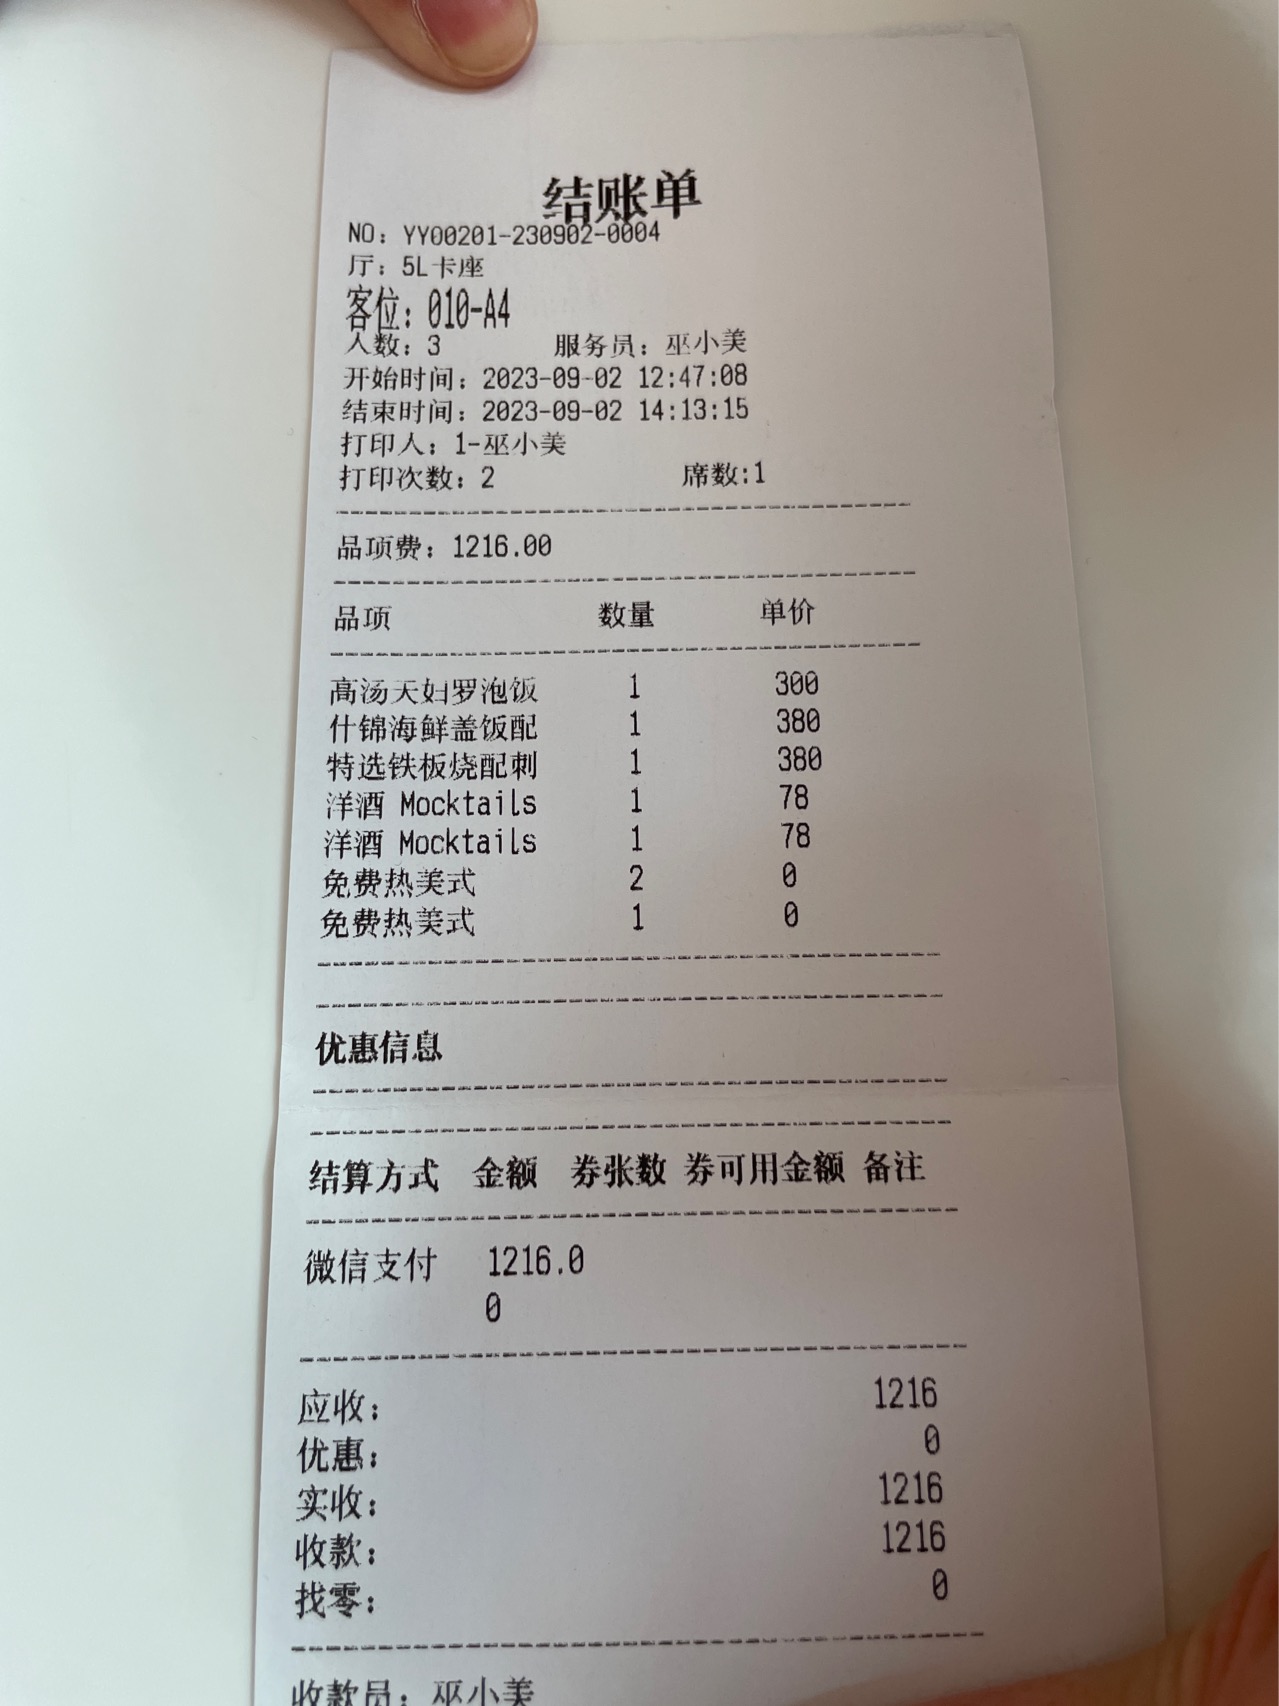 结账单
NO: YY00201-230902-0004
厅: 5L卡座
客位: 010-A4
人数: 3 服务员: 巫小美
开始时间: 2023-09-02 12:47:08
结束时间: 2023-09-02 14:13:15
打印人: 1-巫小美
打印次数: 2 席数:1
品项费: 1216.00
品项 数量 单价
高汤天妇罗泡饭 1 300
什锦海鲜盖饭配 1 380
特选铁板烧配刺 1 380
洋酒 Mocktails 1 78
洋酒 Mocktails 1 78
免费热美式 2 0
免费热美式 1 0
优惠信息
结算方式 金额 券张数 券可用金额 备注
微信支付 1216.0
0
应收: 1216
优惠: 0
实收: 1216
收款: 1216
找零: 0
收款员: 巫小美